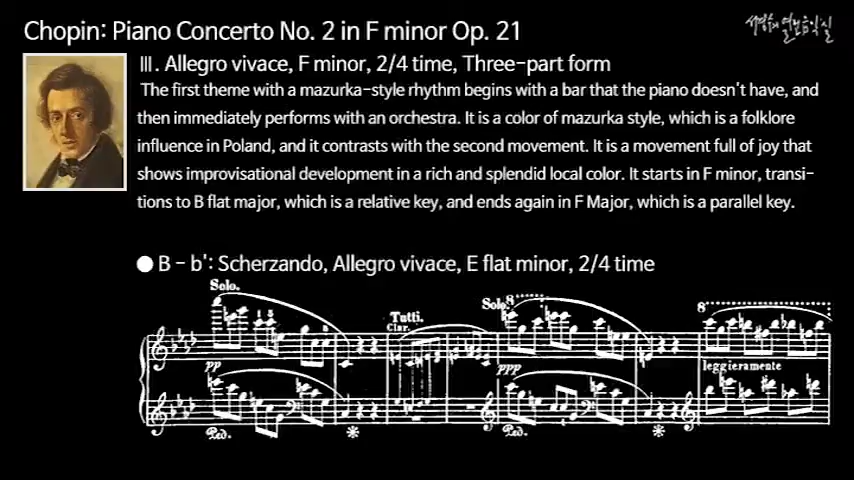 Chopin: Piano Concerto No. 2 in F minor Op. 21
Ⅲ. Allegro vivace, F minor, 2/4 time, Three-part form
The first theme with a mazurka-style rhythm begins with a bar that the piano doesn't have, and
then immediately performs with an orchestra. It is a color of mazurka style, which is a folklore
influence in Poland, and it contrasts with the second movement. It is a movement full of joy that
shows improvisational development in a rich and splendid local color. It starts in F minor, transi-
tions to B flat major, which is a relative key, and ends again in F Major, which is a parallel key.
● B - b': Scherzando, Allegro vivace, E flat minor, 2/4 time
Solo.
Tutti.
Clar.
Solo.
8
8
pp
ppp
leggieramente
Ped.
Ped.